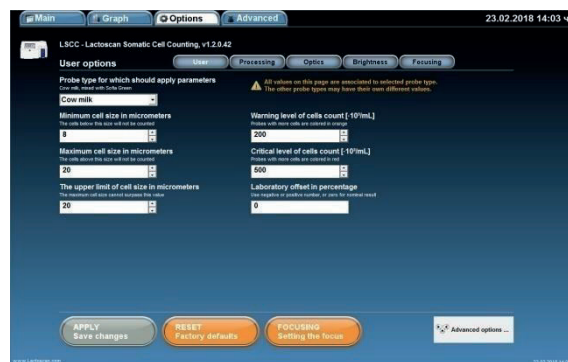 Main
Graph
Options
Advanced
23.02.2018 14:03
LSCC - Lactoscan Somatic Cell Counting, v1.2.0.42
User options
User
Processing
Optics
Brightness
Focusing
Probe type for which should apply parameters
Cow milk, mixed with Sofia Green
Cow milk
All values on this page are associated to selected probe type.
The other probe types may have their own different values.
Minimum cell size in micrometers
The cells below this size will not be counted
8
Maximum cell size in micrometers
The cells above this size will not be counted
20
The upper limit of cell size in micrometers
The maximum cell size cannot surpass this value
20
Warning level of cells count [·10³/mL]
Probes with more cells are colored in orange
200
Critical level of cells count [·10³/mL]
Probes with more cells are colored in red
500
Laboratory offset in percentage
Use negative or positive number, or zero for nominal result
0
APPLY
Save changes
RESET
Factory defaults
FOCUSING
Setting the focus
Advanced options ...
www.lactoscan.com